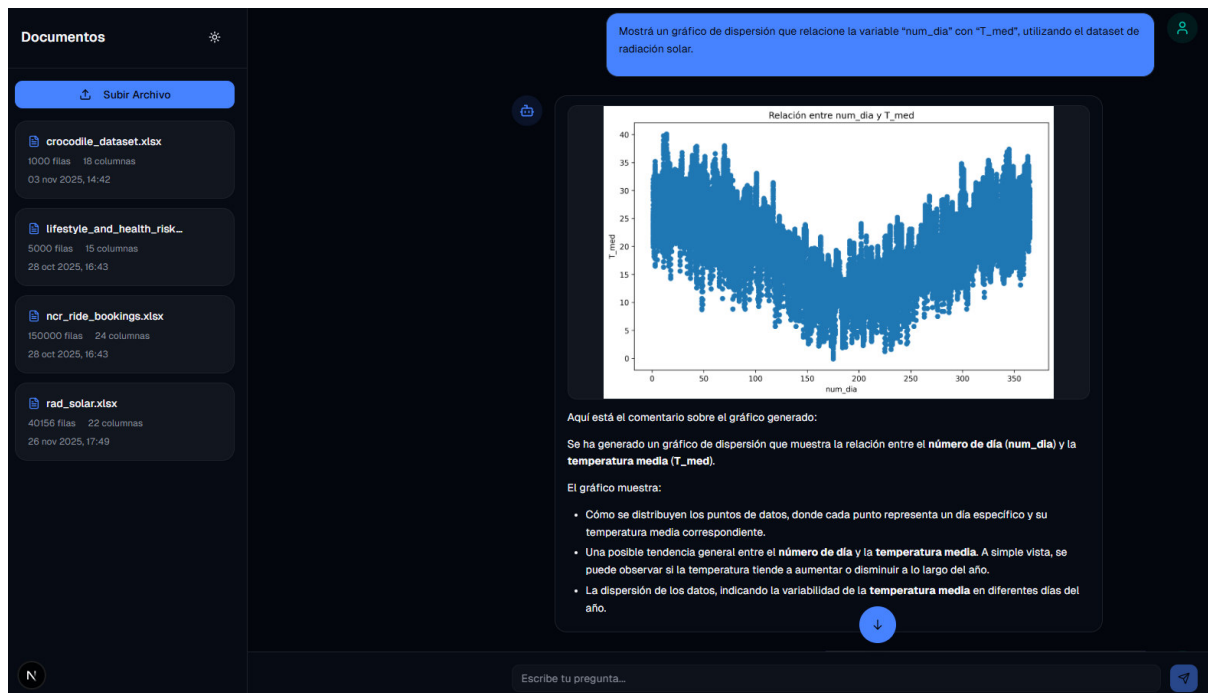 Documentos
Subir Archivo
crocodile_dataset.xlsx
1000 filas 18 columnas
03 nov 2025, 14:42
lifestyle_and_health_risk...
5000 filas 15 columnas
28 oct 2025, 16:43
ncr_ride_bookings.xlsx
150000 filas 24 columnas
28 oct 2025, 16:43
rad_solar.xlsx
40156 filas 22 columnas
26 nov 2025, 17:49
N
Mostrá un gráfico de dispersión que relacione la variable “num_dia” con “T_med”, utilizando el dataset de
radiación solar.
Relación entre num_dia y T_med
40
35
30
25
20
15
10
5
0
T_med
0 50 100 150 200 250 300 350
num_dia
Aquí está el comentario sobre el gráfico generado:
Se ha generado un gráfico de dispersión que muestra la relación entre el número de día (num_dia) y la
temperatura media (T_med).
El gráfico muestra:
• Cómo se distribuyen los puntos de datos, donde cada punto representa un día específico y su
temperatura media correspondiente.
• Una posible tendencia general entre el número de día y la temperatura media. A simple vista, se
puede observar si la temperatura tiende a aumentar o disminuir a lo largo del año.
• La dispersión de los datos, indicando la variabilidad de la temperatura media en diferentes días del
año.
Escribe tu pregunta...